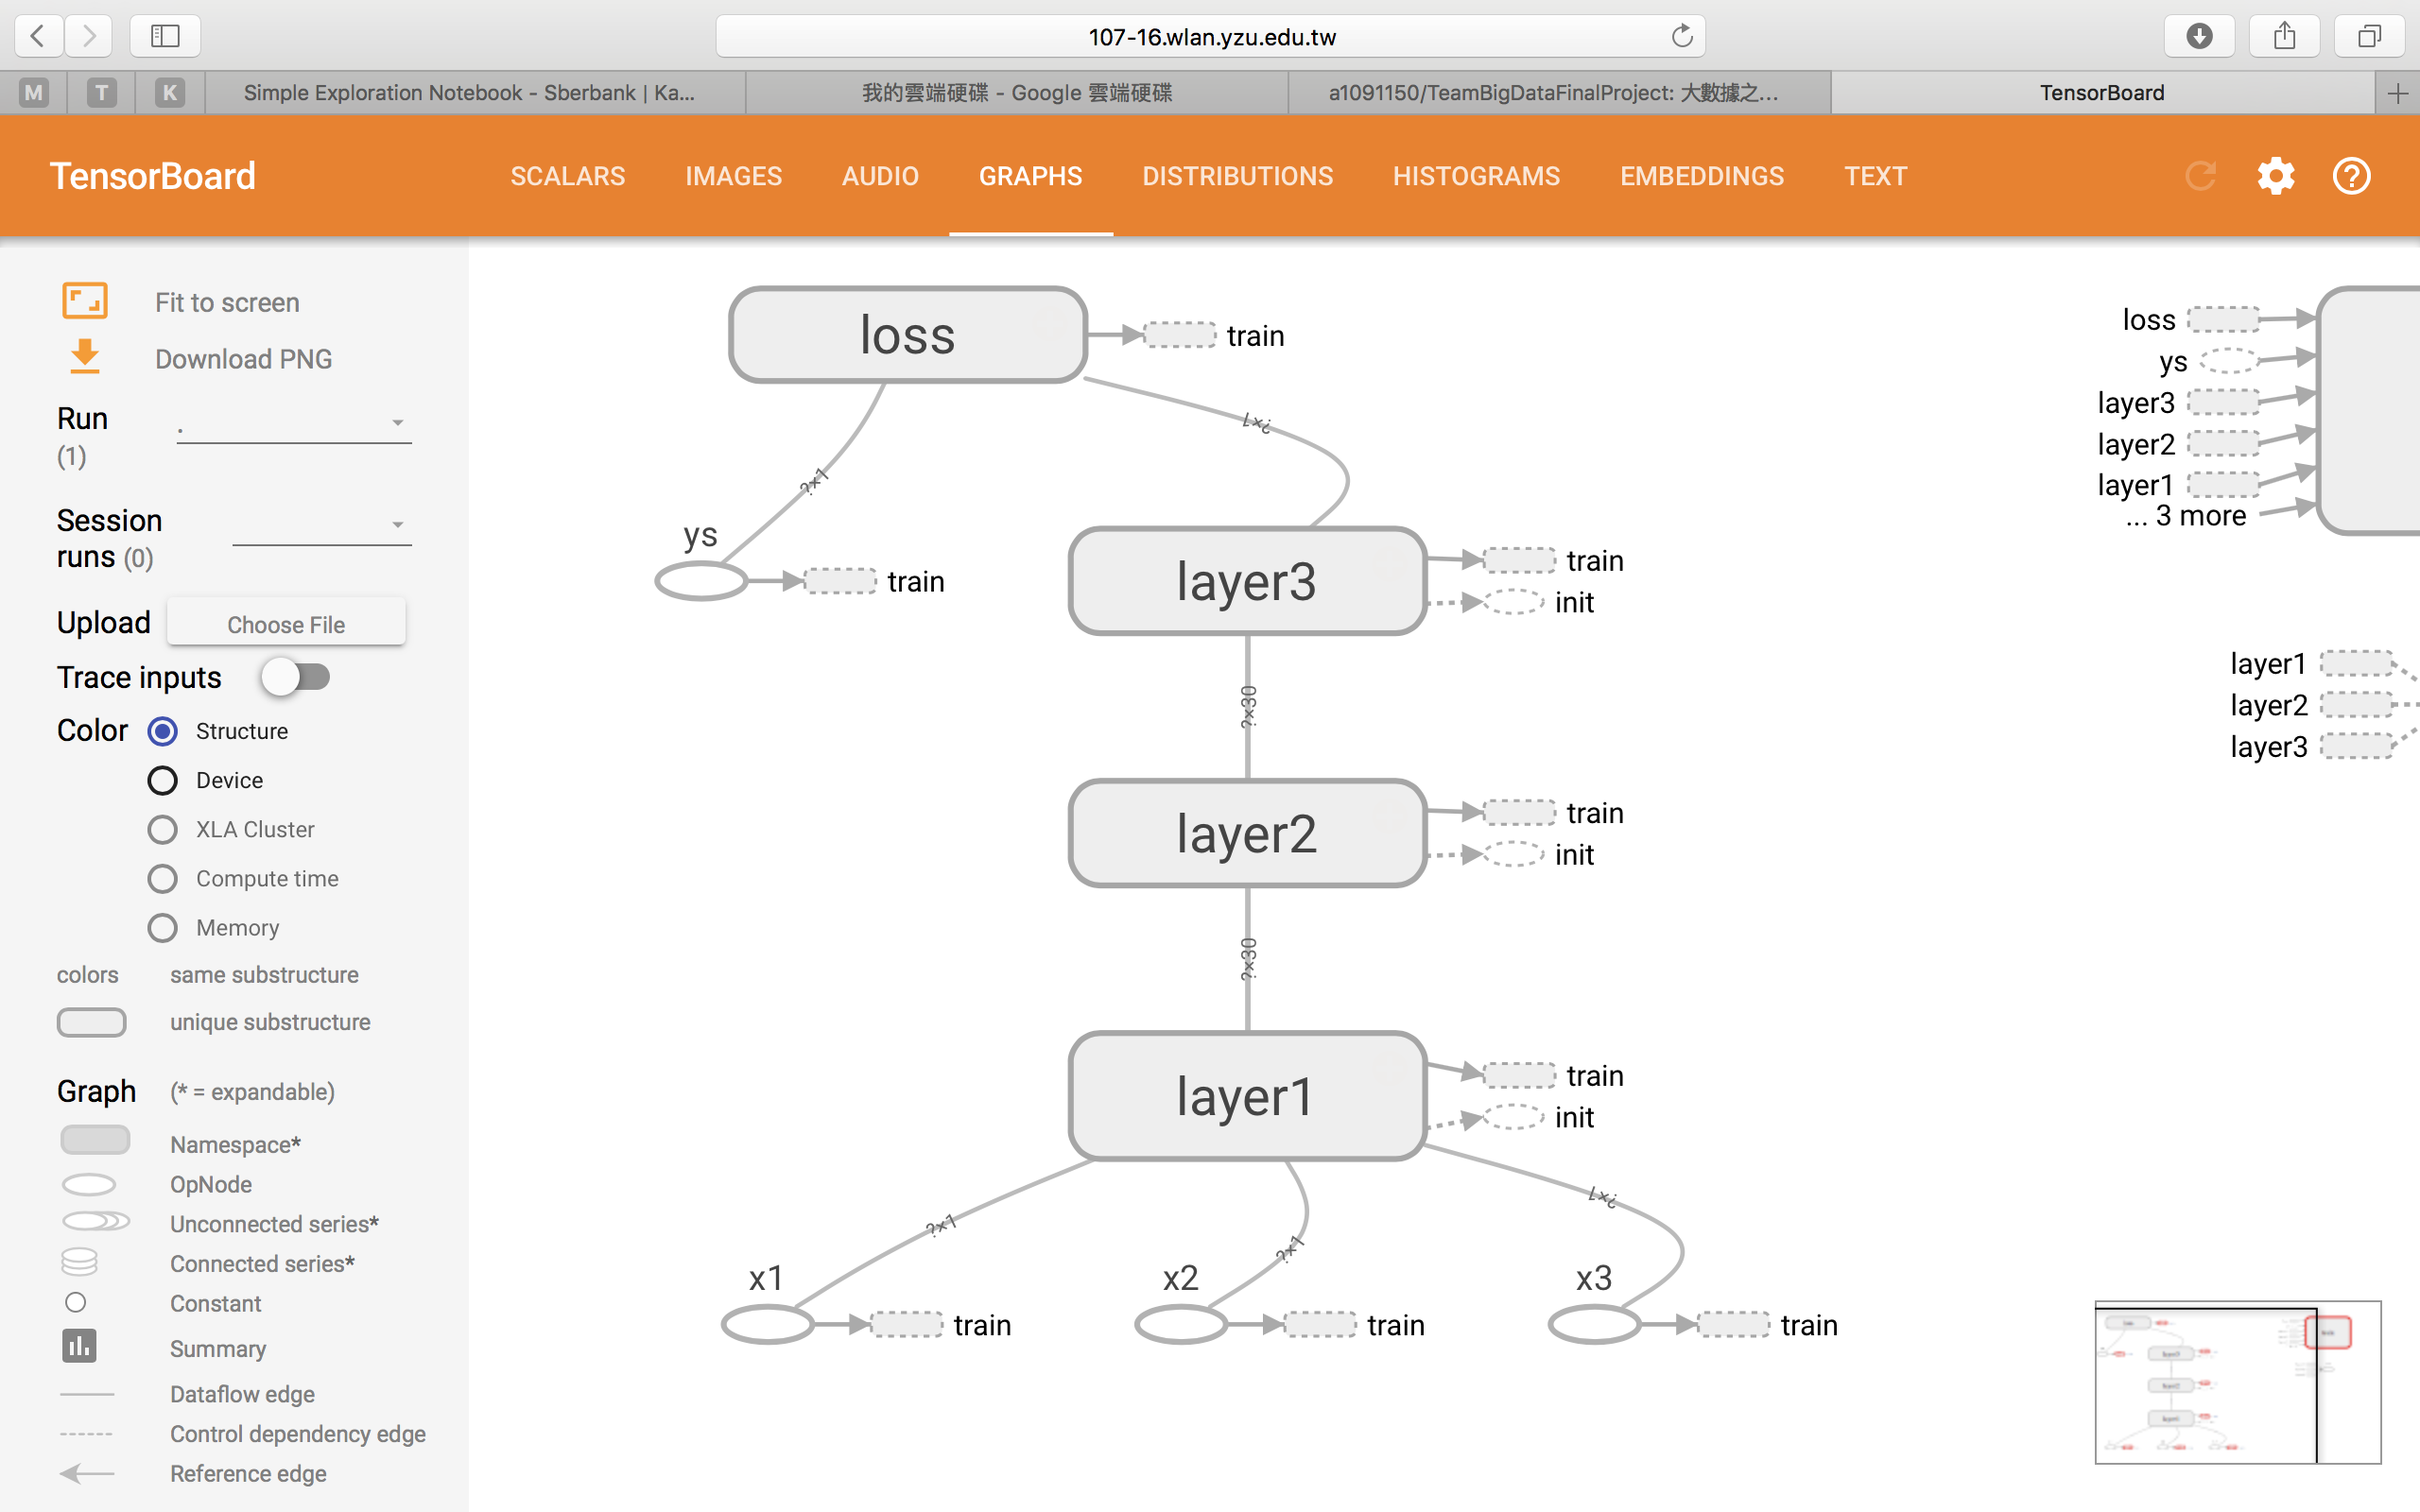 107-16.wlan.yzu.edu.tw
M
T
K
Simple Exploration Notebook - Sberbank | Ka...
我的雲端硬碟 - Google 雲端硬碟
a1091150/TeamBigDataFinalProject: 大數據之...
TensorBoard
TensorBoard
SCALARS
IMAGES
AUDIO
GRAPHS
DISTRIBUTIONS
HISTOGRAMS
EMBEDDINGS
TEXT
Fit to screen
Download PNG
Run
(1)
.
Session
runs (0)
Upload
Choose File
Trace inputs
Color
Structure
Device
XLA Cluster
Compute time
Memory
colors
same substructure
unique substructure
Graph
(* = expandable)
Namespace*
OpNode
Unconnected series*
Connected series*
Constant
Summary
Dataflow edge
Control dependency edge
Reference edge
loss
train
?×1
?×1
ys
train
layer3
train
init
?×30
layer2
train
init
?×30
layer1
train
init
?×1
?×1
?×1
x1
train
x2
train
x3
train
loss
ys
layer3
layer2
layer1
... 3 more
layer1
layer2
layer3